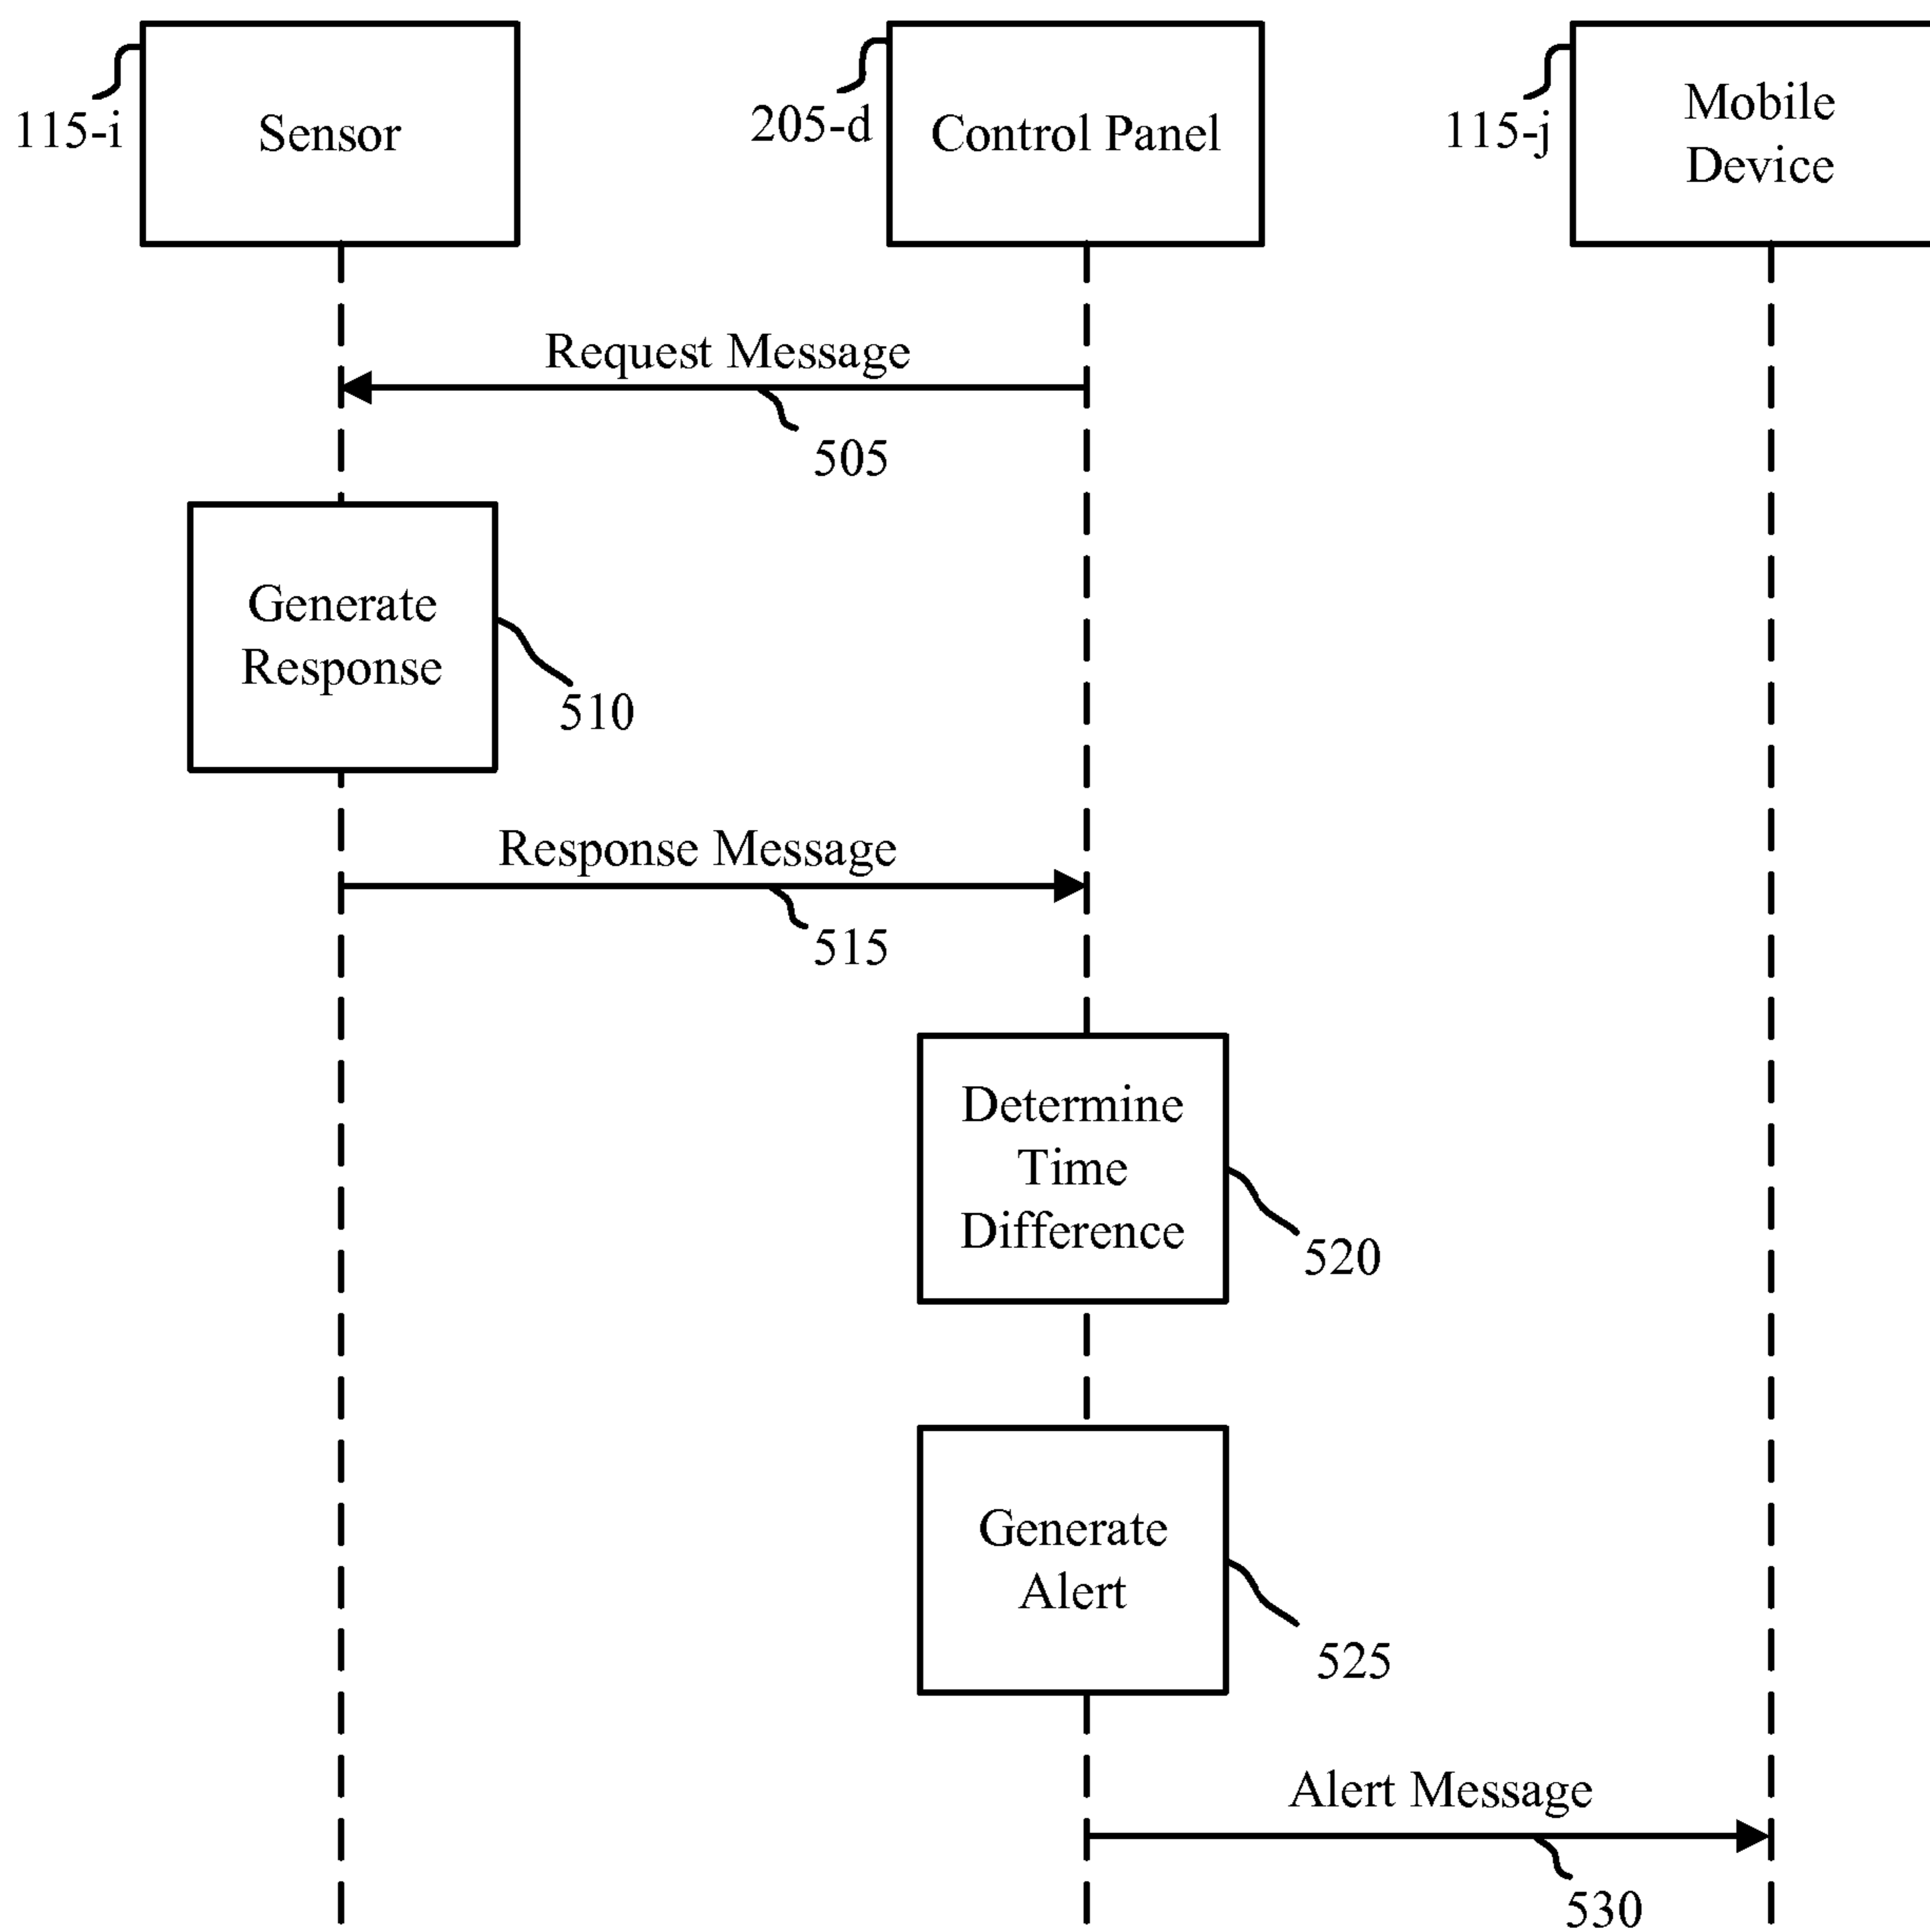 115-i
Sensor
205-d
Control Panel
115-j
Mobile
Device
Request Message
505
Generate
Response
510
Response Message
515
Determine
Time
Difference
520
Generate
Alert
525
Alert Message
530